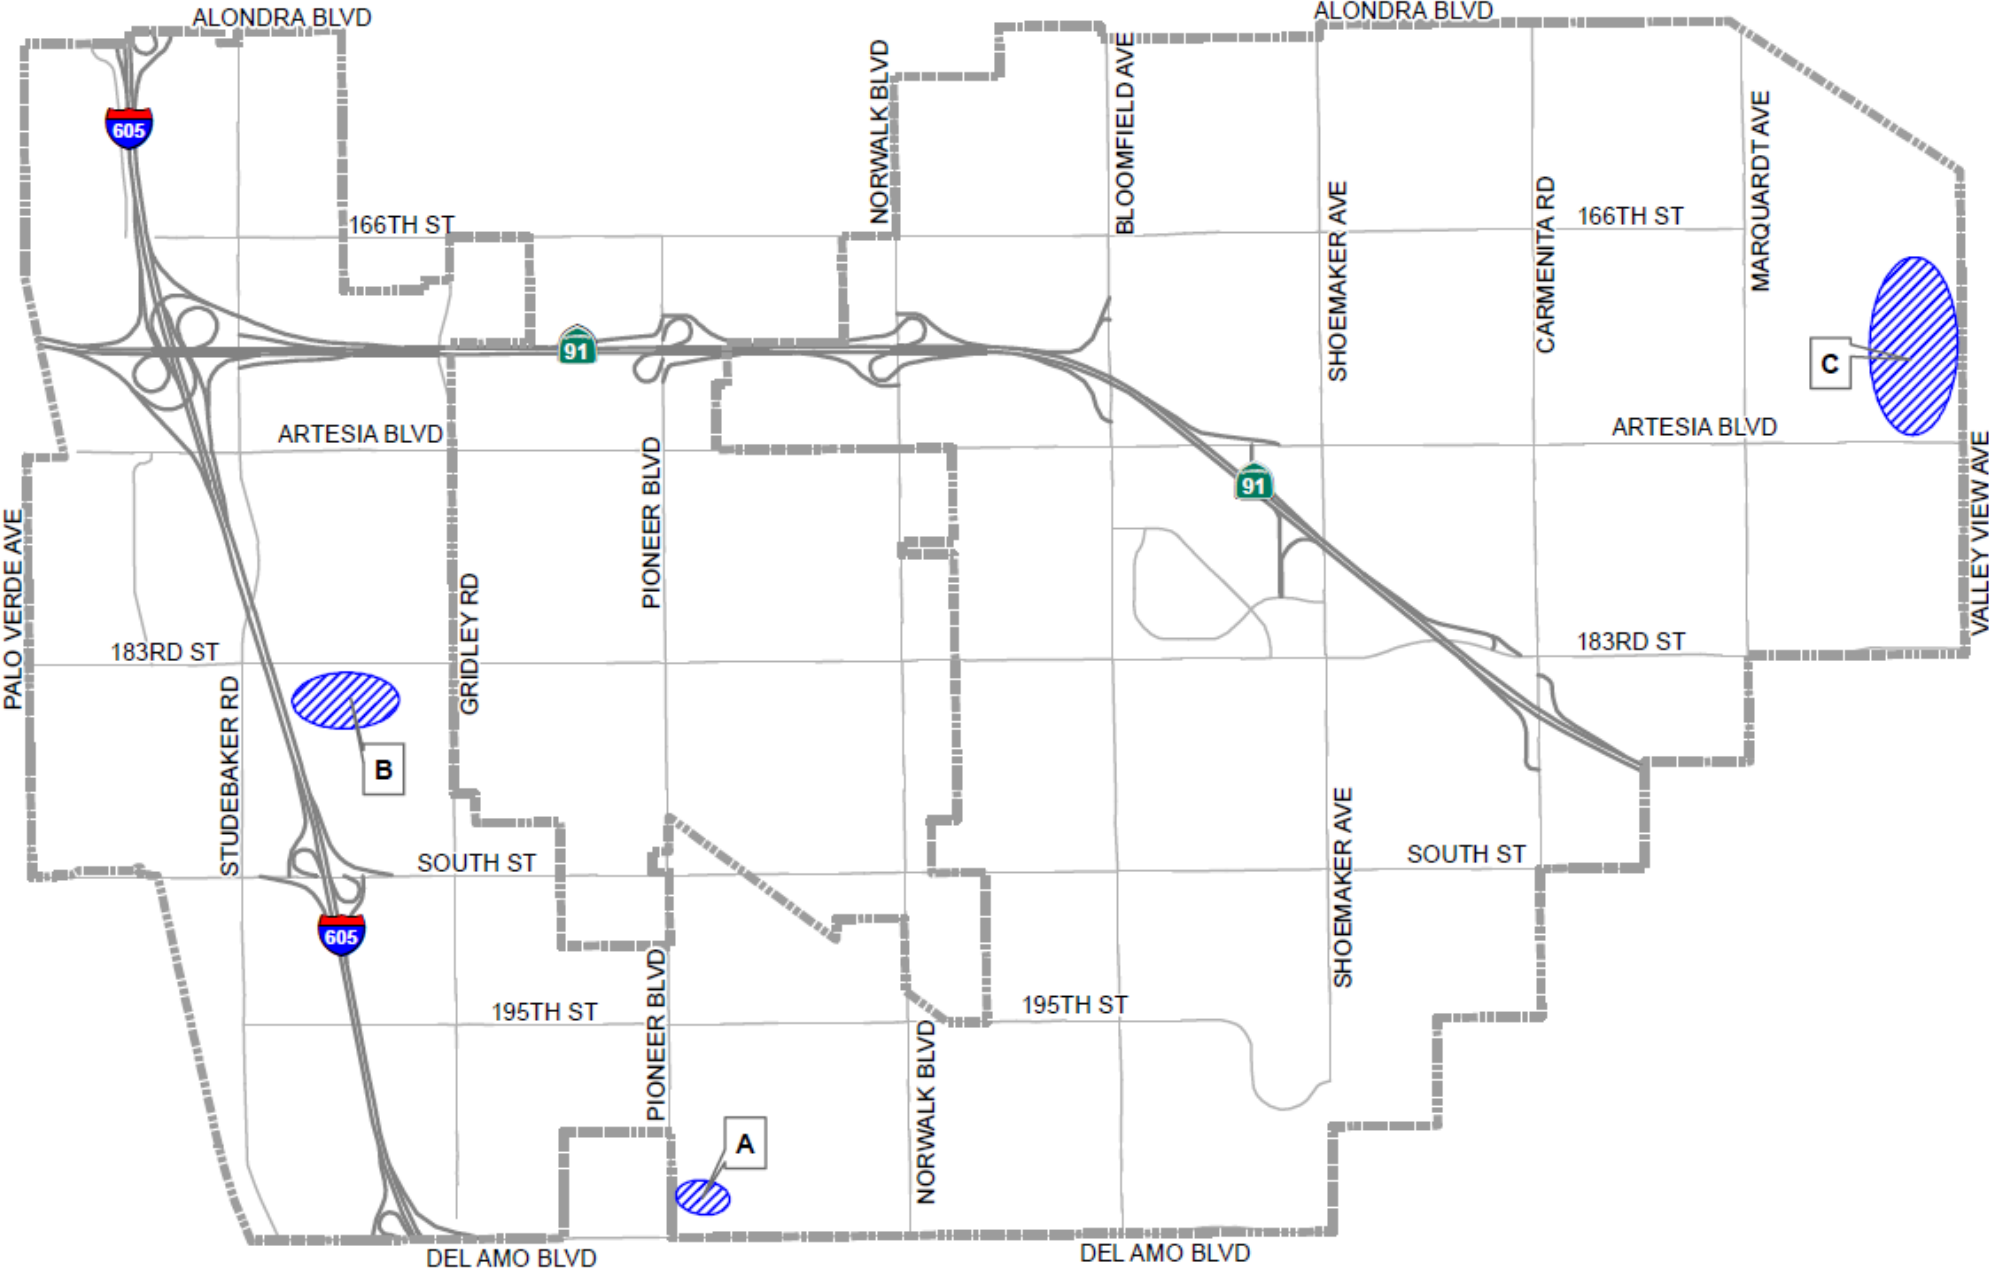 ALONDRA BLVD
ALONDRA BLVD
NORWALK BLVD
BLOOMFIELD AVE
MARQUARDT AVE
605
166TH ST
166TH ST
SHOEMAKER AVE
CARMENITA RD
91
C
ARTESIA BLVD
ARTESIA BLVD
PIONEER BLVD
91
VALLEY VIEW AVE
PALO VERDE AVE
GRIDLEY RD
183RD ST
183RD ST
STUDEBAKER RD
B
SHOEMAKER AVE
SOUTH ST
SOUTH ST
605
PIONEER BLVD
195TH ST
195TH ST
NORWALK BLVD
A
DEL AMO BLVD
DEL AMO BLVD